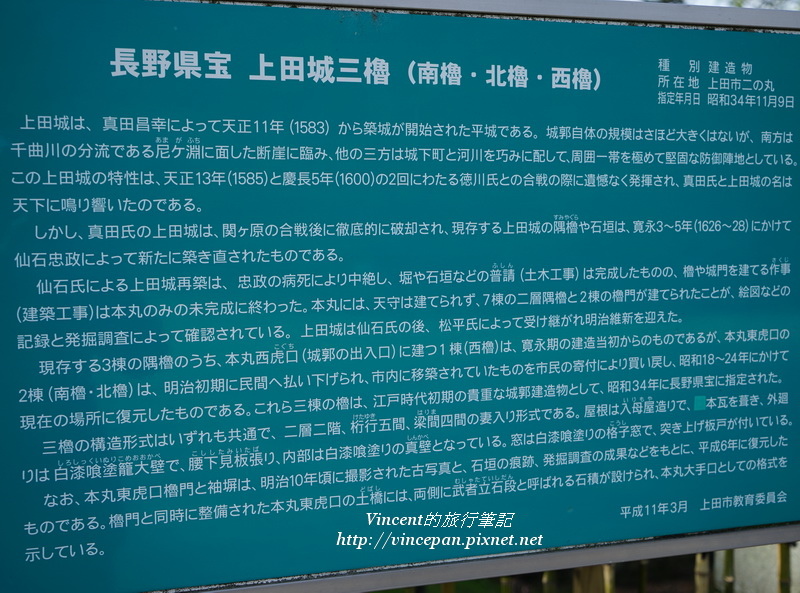 長野県宝 上田城三櫓（南櫓・北櫓・西櫓）
種 別 建造物
所在地 上田市二の丸
指定年月日 昭和34年11月9日
上田城は、真田昌幸によって天正11年（1583）から築城が開始された平城である。城郭自体の規模はさほど大きくはないが、南方は
千曲川の分流である尼ケ淵に面した断崖に臨み、他の三方は城下町と河川を巧みに配して、周囲一帯を極めて堅固な防御陣地としている。
この上田城の特性は、天正13年（1585）と慶長5年（1600）の2回にわたる徳川氏との合戦の際に遺憾なく発揮され、真田氏と上田城の名は
天下に鳴り響いたのである。
しかし、真田氏の上田城は、関ヶ原の合戦後に徹底的に破却され、現存する上田城の隅櫓や石垣は、寛永3～5年（1626～28）にかけて
仙石忠政によって新たに築き直されたものである。
仙石氏による上田城再築は、忠政の病死により中絶し、堀や石垣などの普請（土木工事）は完成したものの、櫓や城門を建てる作事
（建築工事）は本丸のみの未完成に終わった。本丸には、天守は建てられず、7棟の二層隅櫓と2棟の櫓門が建てられたことが、絵図などの
記録と発掘調査によって確認されている。上田城は仙石氏の後、松平氏によって受け継がれ明治維新を迎えた。
現存する3棟の隅櫓のうち、本丸西虎口（城郭の出入口）に建つ1棟（西櫓）は、寛永期の建造当初からのものであるが、本丸東虎口の
2棟（南櫓・北櫓）は、明治初期に民間へ払い下げられ、市内に移築されていたものを市民の寄付により買い戻し、昭和18～24年にかけて
現在の場所に復元したものである。これら三棟の櫓は、江戸時代初期の貴重な城郭建造物として、昭和34年に長野県宝に指定された。
三櫓の構造形式はいずれも共通で、二層二階、桁行五間、梁間四間の妻入り形式である。屋根は入母屋造りで、本瓦を葺き、外廻
りは白漆喰塗籠大壁で、腰下見板張り、内部は白漆喰塗りの真壁となっている。窓は白漆喰塗りの格子窓で、突き上げ板戸が付いている。
なお、本丸東虎口櫓門と袖塀は、明治10年頃に撮影された古写真と、石垣の痕跡、発掘調査の成果などをもとに、平成6年に復元した
ものである。櫓門と同時に整備された本丸東虎口の土橋には、両側に武者立石段と呼ばれる石積が設けられ、本丸大手口としての格式を
示している。
平成11年3月 上田市教育委員会
Vincent的旅行筆記
http://vincepan.pixnet.net